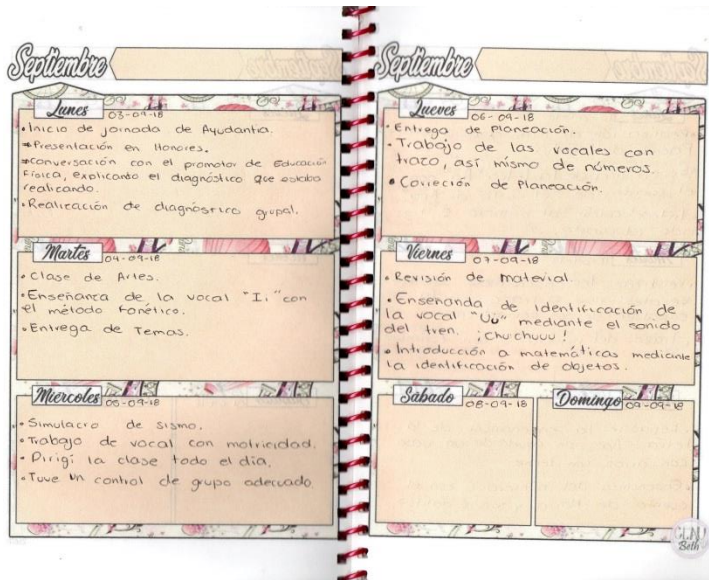 Septiembre
Lunes
03-09-18
•Inicio de jornada de Ayudantía.
*Presentación en Honores.
*conversación con el promotor de Educación
Física, explicando el diagnóstico que estaba
realizando.
•Realización de diagnóstico grupal.
Martes
04-09-18
•Clase de Artes.
•Enseñanza de la vocal "Ii" con
el método Fonético.
•Entrega de Temas.
Miercoles
05-09-18
•Simulacro de sismo.
•Trabajo de vocal con motricidad.
•Dirigí la clase todo el día.
•Tuve un control de grupo adecuado.
Septiembre
Jueves
06-09-18
•Entrega de Planeación.
•Trabajo de las vocales con
trazo, así mismo de números.
•Correción de Planeación.
Viernes
07-09-18
•Revisión de material.
•Enseñanda de identificación de
la vocal "Uu" mediante el sonido
del tren. ¡Chuchuuu!
•Introducción a matemáticas mediante
la identificación de objetos.
Sábado
08-09-18
Domingo
09-09-18
Beth